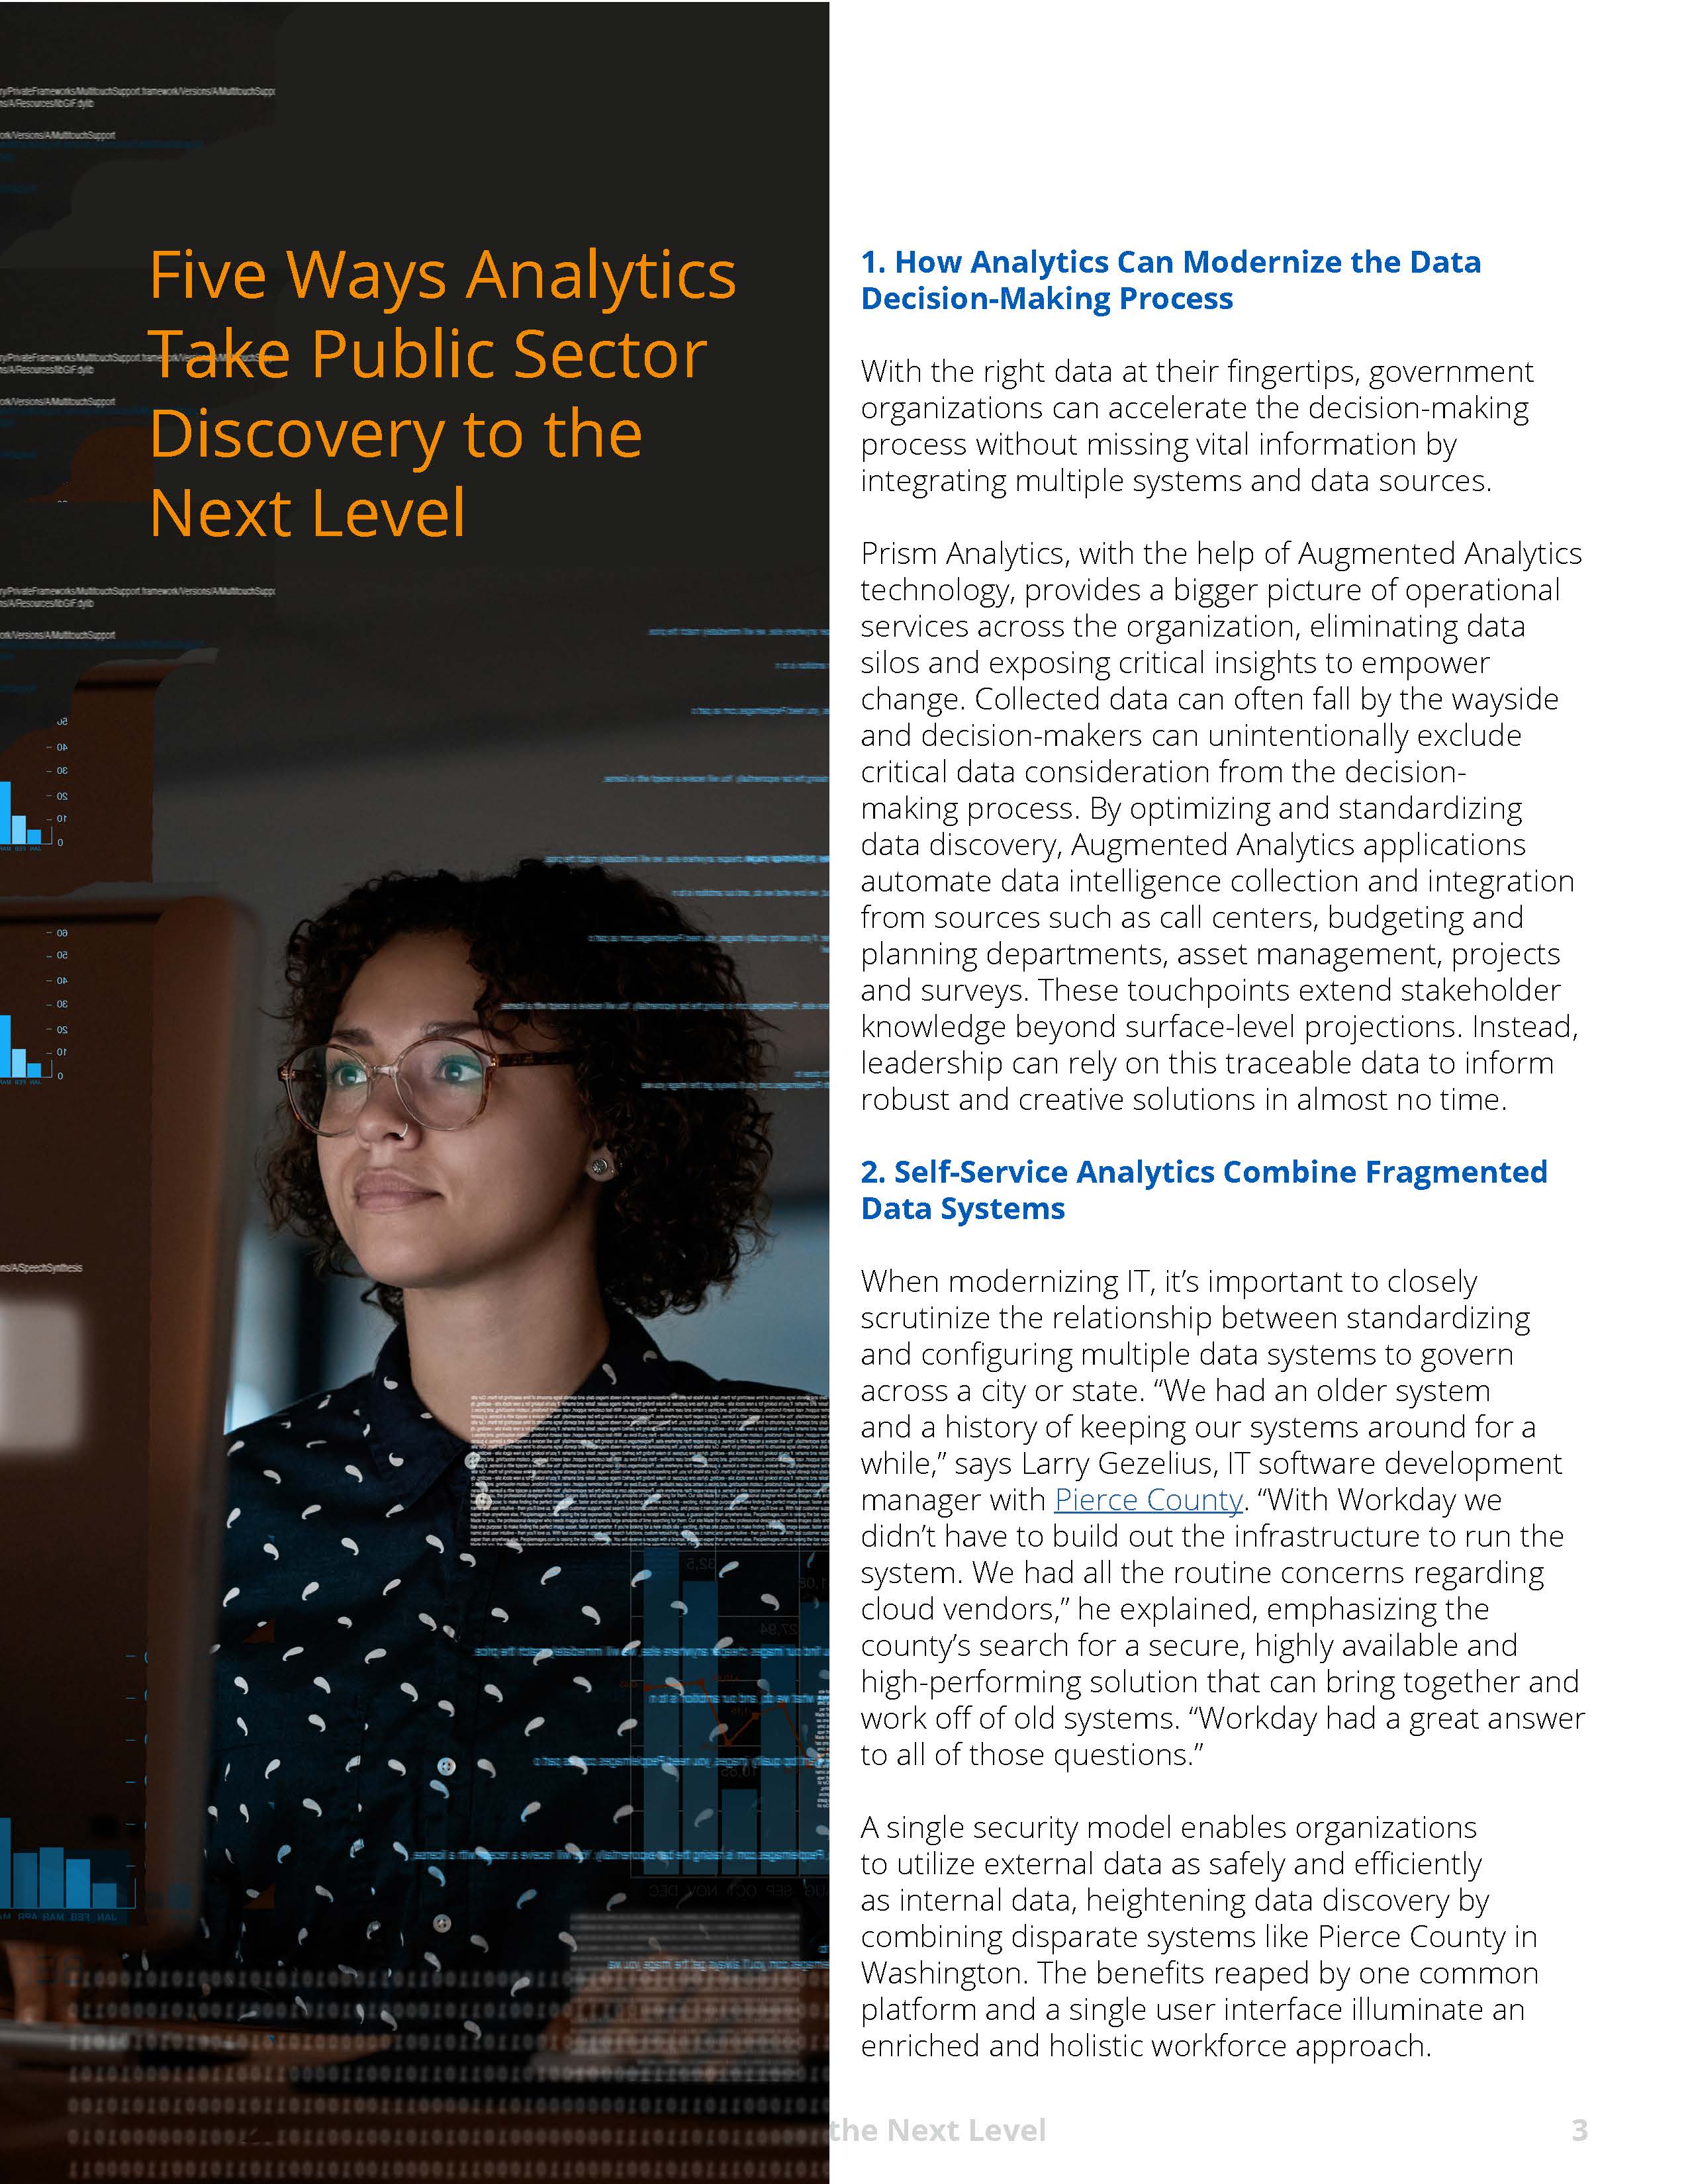 Five Ways Analytics
Take Public Sector
Discovery to the
Next Level
1. How Analytics Can Modernize the Data
Decision-Making Process
With the right data at their fingertips, government
organizations can accelerate the decision-making
process without missing vital information by
integrating multiple systems and data sources.
Prism Analytics, with the help of Augmented Analytics
technology, provides a bigger picture of operational
services across the organization, eliminating data
silos and exposing critical insights to empower
change. Collected data can often fall by the wayside
and decision-makers can unintentionally exclude
critical data consideration from the decision-
making process. By optimizing and standardizing
data discovery, Augmented Analytics applications
automate data intelligence collection and integration
from sources such as call centers, budgeting and
planning departments, asset management, projects
and surveys. These touchpoints extend stakeholder
knowledge beyond surface-level projections. Instead,
leadership can rely on this traceable data to inform
robust and creative solutions in almost no time.
2. Self-Service Analytics Combine Fragmented
Data Systems
When modernizing IT, it’s important to closely
scrutinize the relationship between standardizing
and configuring multiple data systems to govern
across a city or state. “We had an older system
and a history of keeping our systems around for a
while,” says Larry Gezelius, IT software development
manager with Pierce County. “With Workday we
didn’t have to build out the infrastructure to run the
system. We had all the routine concerns regarding
cloud vendors,” he explained, emphasizing the
county’s search for a secure, highly available and
high-performing solution that can bring together and
work off of old systems. “Workday had a great answer
to all of those questions.”
A single security model enables organizations
to utilize external data as safely and efficiently
as internal data, heightening data discovery by
combining disparate systems like Pierce County in
Washington. The benefits reaped by one common
platform and a single user interface illuminate an
enriched and holistic workforce approach.
the Next Level
3